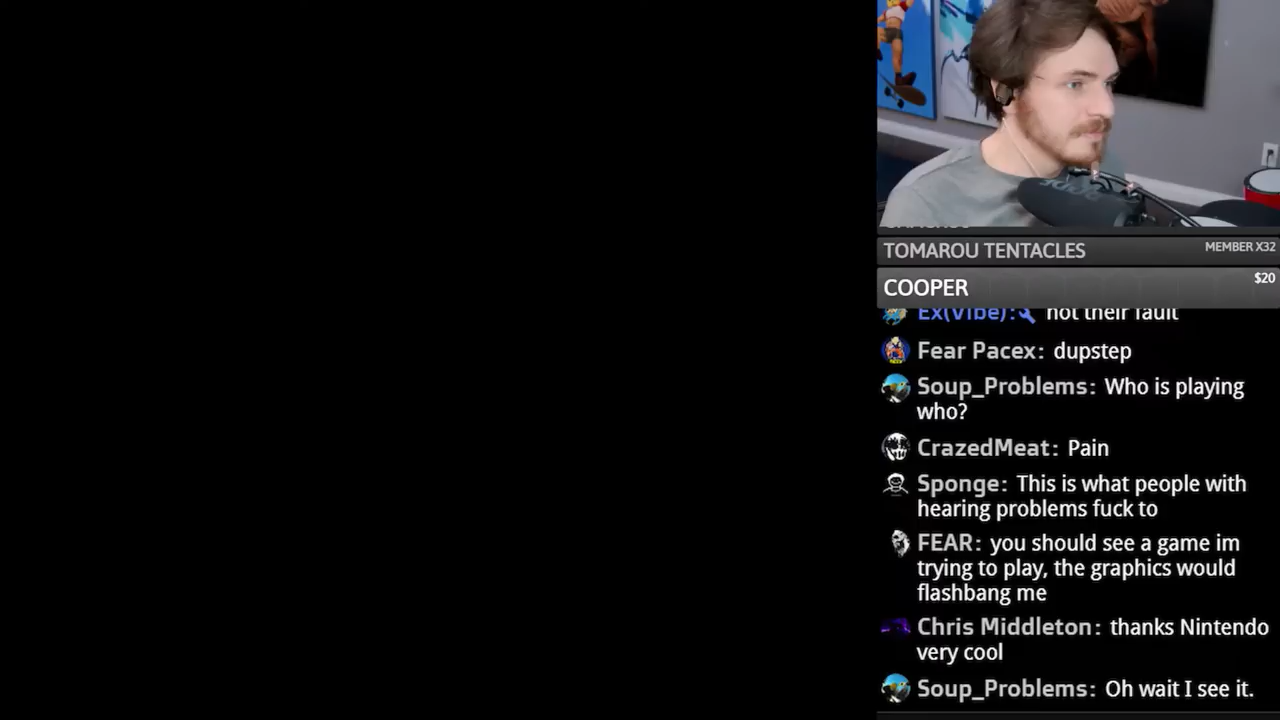 TOMAROU TENTACLES MEMBER X32
COOPER $20
Ex(Vibe): not their fault
Fear Pacex: dupstep
Soup_Problems: Who is playing
who?
CrazedMeat: Pain
Sponge: This is what people with
hearing problems fuck to
FEAR: you should see a game im
trying to play, the graphics would
flashbang me
Chris Middleton: thanks Nintendo
very cool
Soup_Problems: Oh wait I see it.